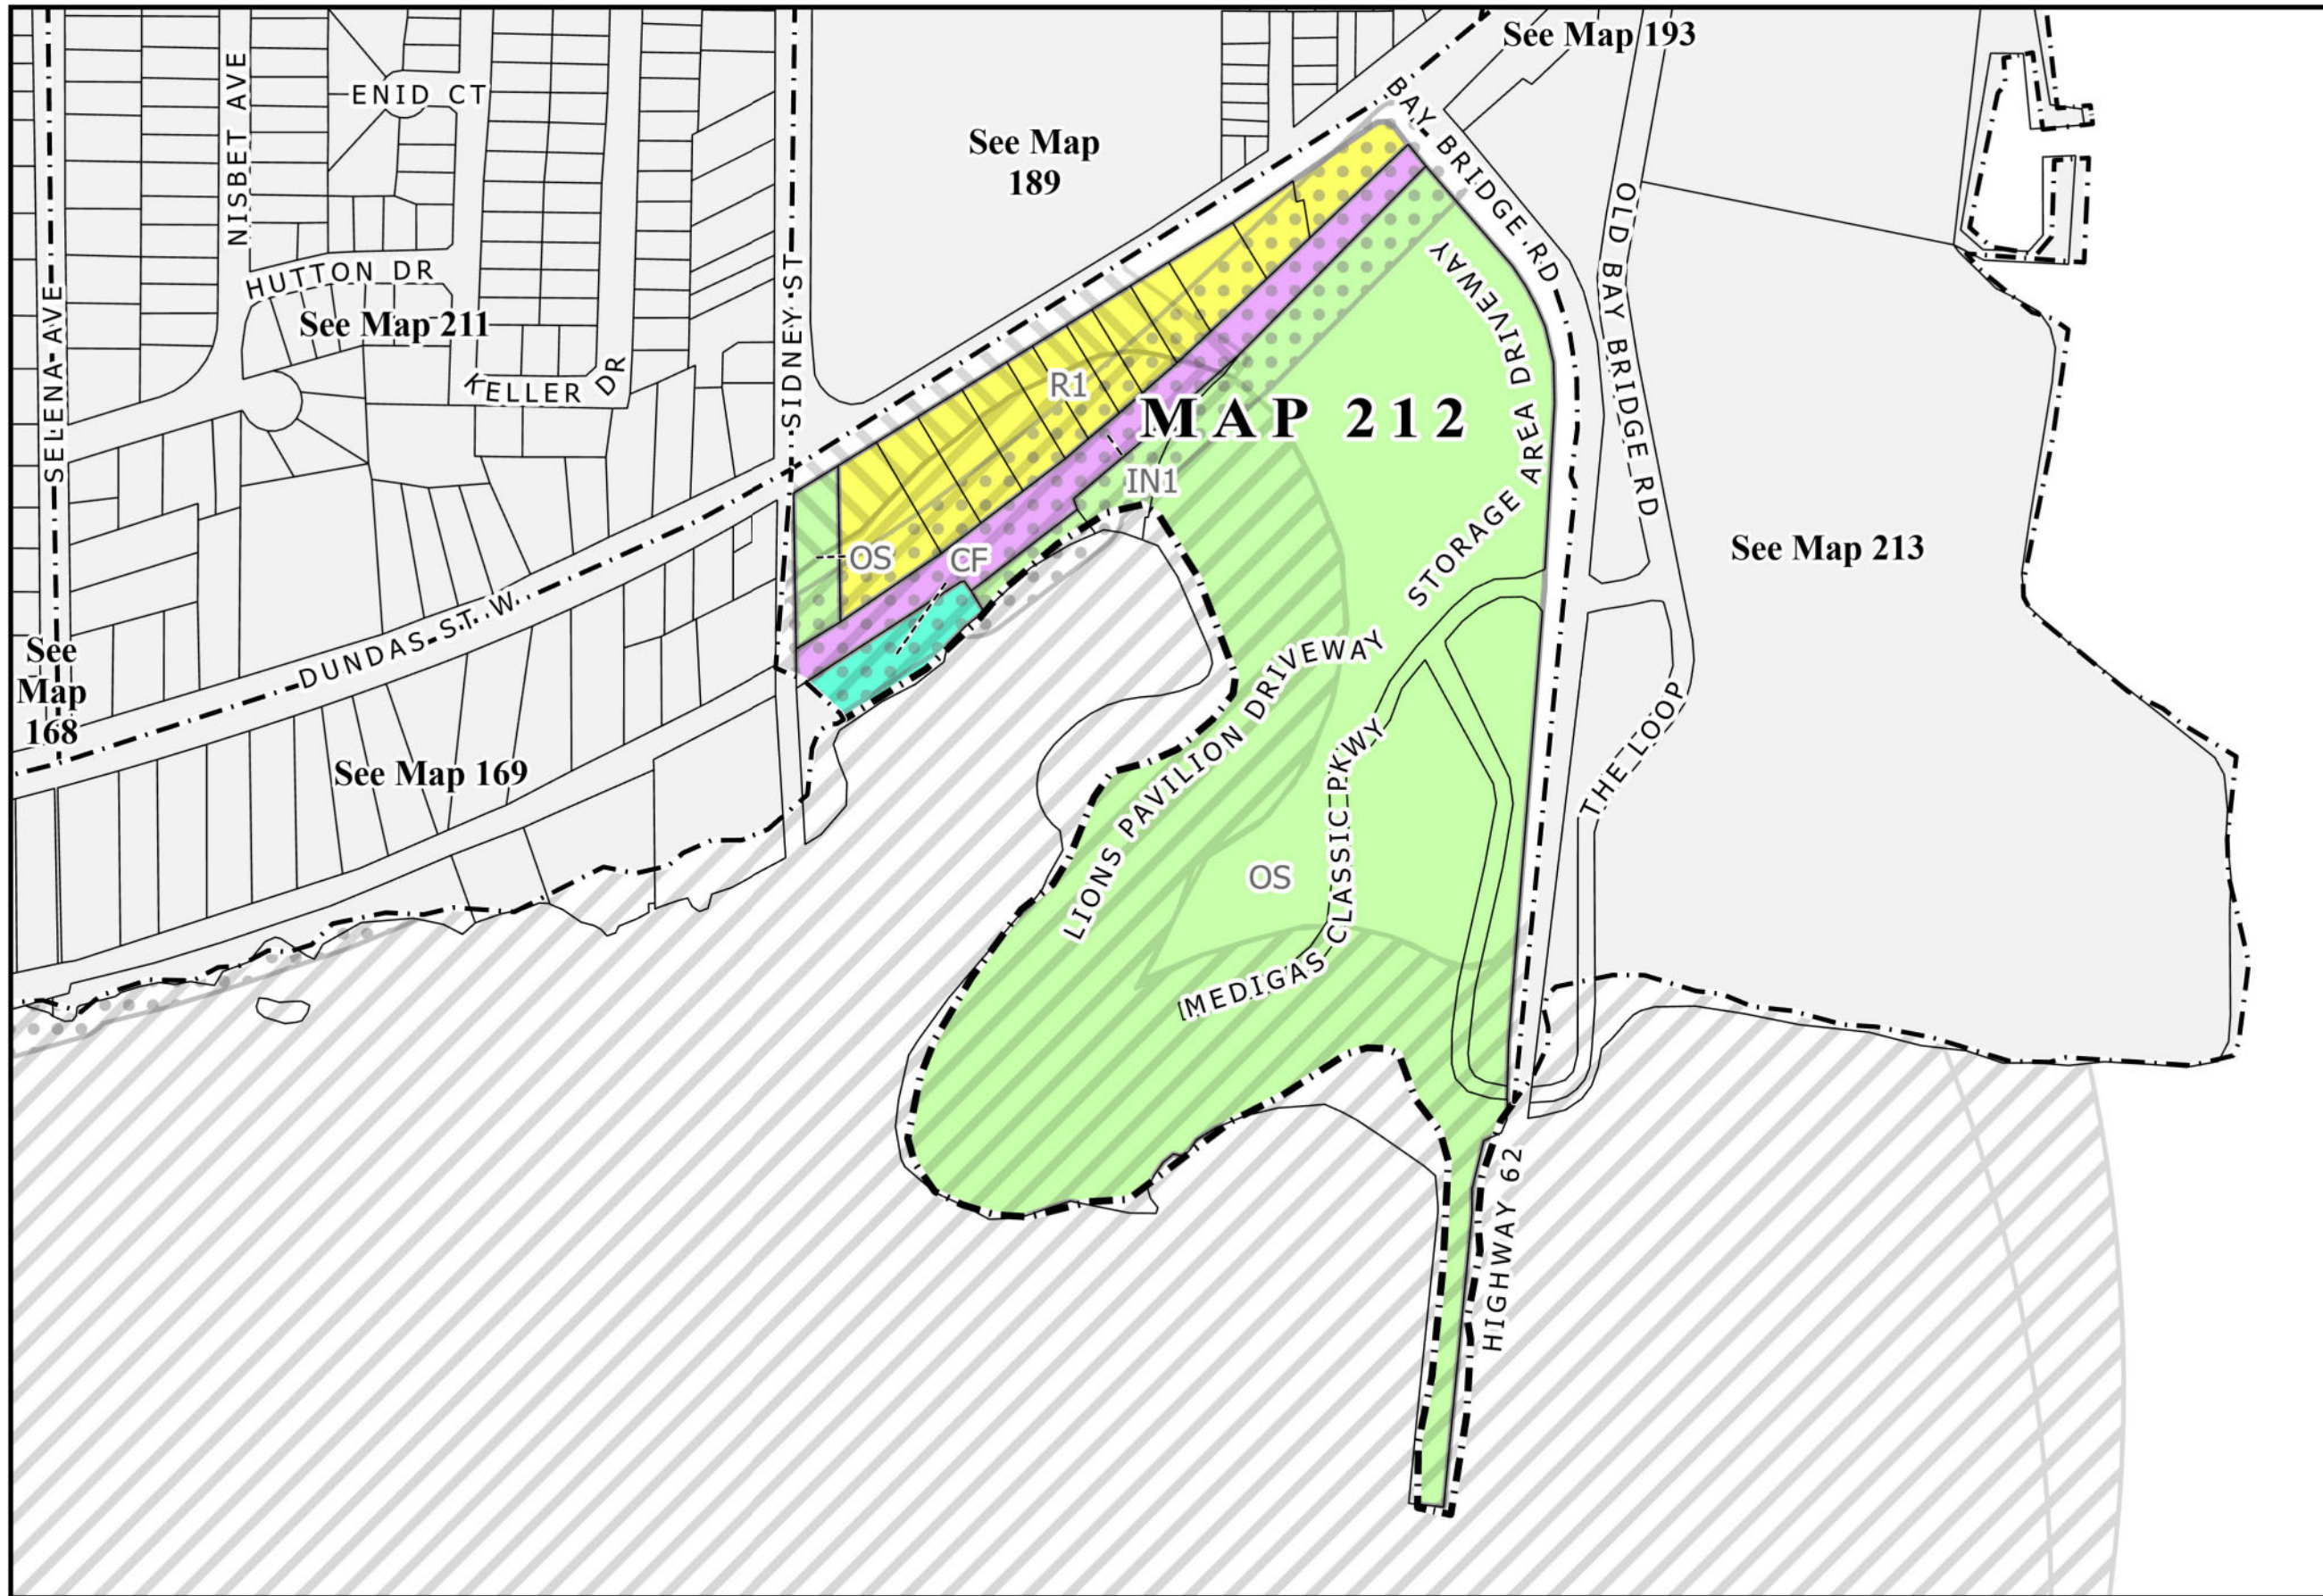 See Map 193
ENID CT
NISBET AVE
BAY BRIDGE RD
See Map
189
HUTTON DR
See Map 211
SELENA AVE
SIDNEY ST
OLD BAY BRIDGE RD
KELLER DR
R1
MAP 212
STORAGE AREA DRIVEWAY
IN1
OS
CF
See Map 213
DUNDAS ST W
See
Map
168
See Map 169
LIONS PAVILION DRIVEWAY
THE LOOP
OS
MEDIGAS CLASSIC PKWY
HIGHWAY 62